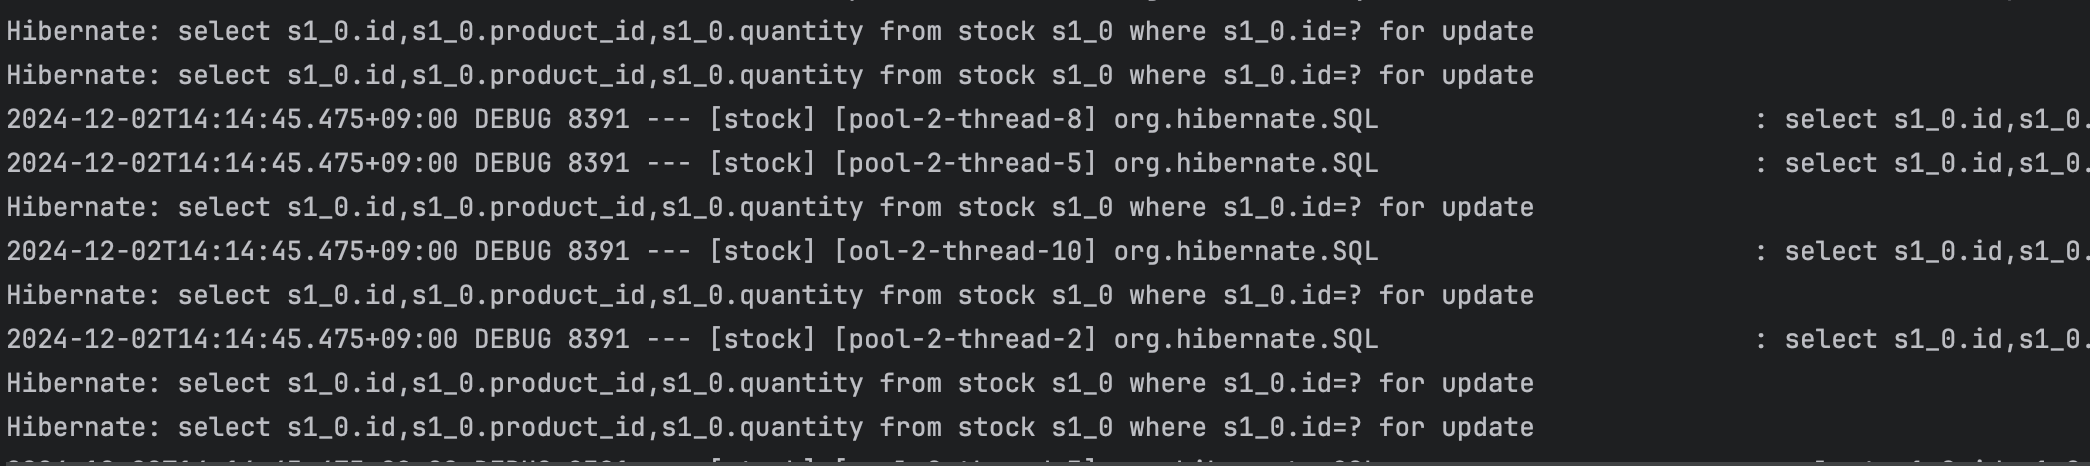 Hibernate: select s1_0.id,s1_0.product_id,s1_0.quantity from stock s1_0 where s1_0.id=? for update
Hibernate: select s1_0.id,s1_0.product_id,s1_0.quantity from stock s1_0 where s1_0.id=? for update
2024-12-02T14:14:45.475+09:00 DEBUG 8391 --- [stock] [pool-2-thread-8] org.hibernate.SQL : select s1_0.id,s1_0.
2024-12-02T14:14:45.475+09:00 DEBUG 8391 --- [stock] [pool-2-thread-5] org.hibernate.SQL : select s1_0.id,s1_0.
Hibernate: select s1_0.id,s1_0.product_id,s1_0.quantity from stock s1_0 where s1_0.id=? for update
2024-12-02T14:14:45.475+09:00 DEBUG 8391 --- [stock] [ool-2-thread-10] org.hibernate.SQL : select s1_0.id,s1_0.
Hibernate: select s1_0.id,s1_0.product_id,s1_0.quantity from stock s1_0 where s1_0.id=? for update
2024-12-02T14:14:45.475+09:00 DEBUG 8391 --- [stock] [pool-2-thread-2] org.hibernate.SQL : select s1_0.id,s1_0.
Hibernate: select s1_0.id,s1_0.product_id,s1_0.quantity from stock s1_0 where s1_0.id=? for update
Hibernate: select s1_0.id,s1_0.product_id,s1_0.quantity from stock s1_0 where s1_0.id=? for update